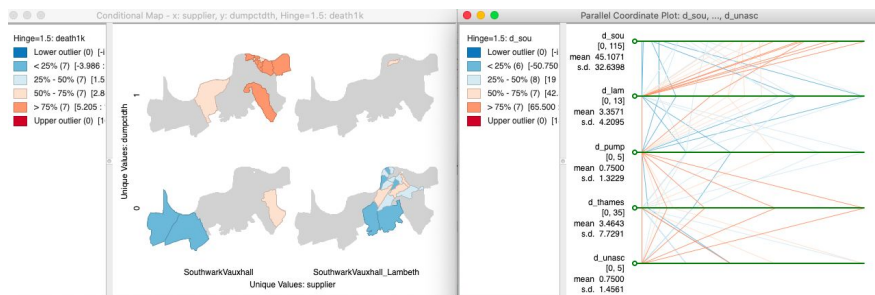 Conditional Map - x: supplier, y: dumpctdth, Hinge=1.5: death1k
Hinge=1.5: death1k
Lower outlier (0) [-i
< 25% (7) [-3.986 :
25% - 50% (7) [1.5
50% - 75% (7) [2.8
> 75% (7) [5.205 :
Upper outlier (0) [1
Unique Values: dumpctdth
1
0
SouthwarkVauxhall
SouthwarkVauxhall_Lambeth
Unique Values: supplier
Parallel Coordinate Plot: d_sou, ..., d_unasc
Hinge=1.5: d_sou
Lower outlier (0) [-i
< 25% (6) [-50.750
25% - 50% (8) [19
50% - 75% (7) [42.
> 75% (7) [65.500
Upper outlier (0) [1
d_sou
[0, 115]
mean 45.1071
s.d. 32.6398
d_lam
[0, 13]
mean 3.3571
s.d. 4.2095
d_pump
[0, 5]
mean 0.7500
s.d. 1.3229
d_thames
[0, 35]
mean 3.4643
s.d. 7.7291
d_unasc
[0, 5]
mean 0.7500
s.d. 1.4561